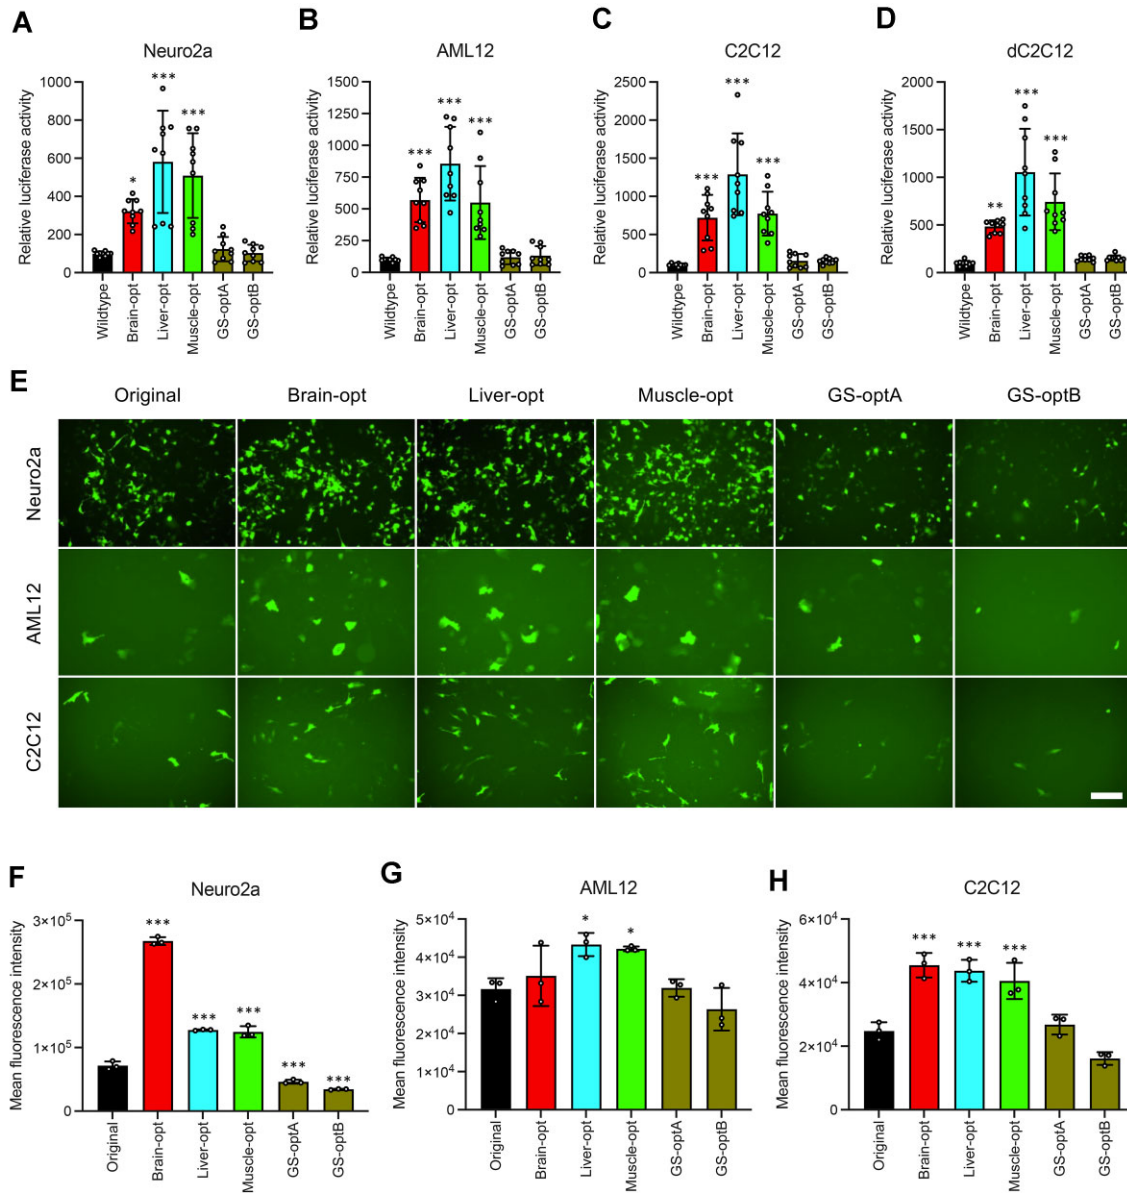 A
Neuro2a
Relative luciferase activity
1000
800
600
400
200
0
* *** ***
Wildtype
Brain-opt
Liver-opt
Muscle-opt
GS-optA
GS-optB
B
AML12
Relative luciferase activity
1500
1250
1000
750
500
250
0
*** *** ***
Wildtype
Brain-opt
Liver-opt
Muscle-opt
GS-optA
GS-optB
C
C2C12
Relative luciferase activity
2500
2000
1500
1000
500
0
*** *** ***
Wildtype
Brain-opt
Liver-opt
Muscle-opt
GS-optA
GS-optB
D
dC2C12
Relative luciferase activity
2000
1500
1000
500
0
** *** ***
Wildtype
Brain-opt
Liver-opt
Muscle-opt
GS-optA
GS-optB
E
Original Brain-opt Liver-opt Muscle-opt GS-optA GS-optB
Neuro2a
AML12
C2C12
F
Neuro2a
Mean fluorescence intensity
3×10⁵
2×10⁵
1×10⁵
0
*** *** *** *** ***
Original
Brain-opt
Liver-opt
Muscle-opt
GS-optA
GS-optB
G
AML12
Mean fluorescence intensity
5×10⁴
4×10⁴
3×10⁴
2×10⁴
1×10⁴
0
* *
Original
Brain-opt
Liver-opt
Muscle-opt
GS-optA
GS-optB
H
C2C12
Mean fluorescence intensity
6×10⁴
4×10⁴
2×10⁴
0
*** *** ***
Original
Brain-opt
Liver-opt
Muscle-opt
GS-optA
GS-optB